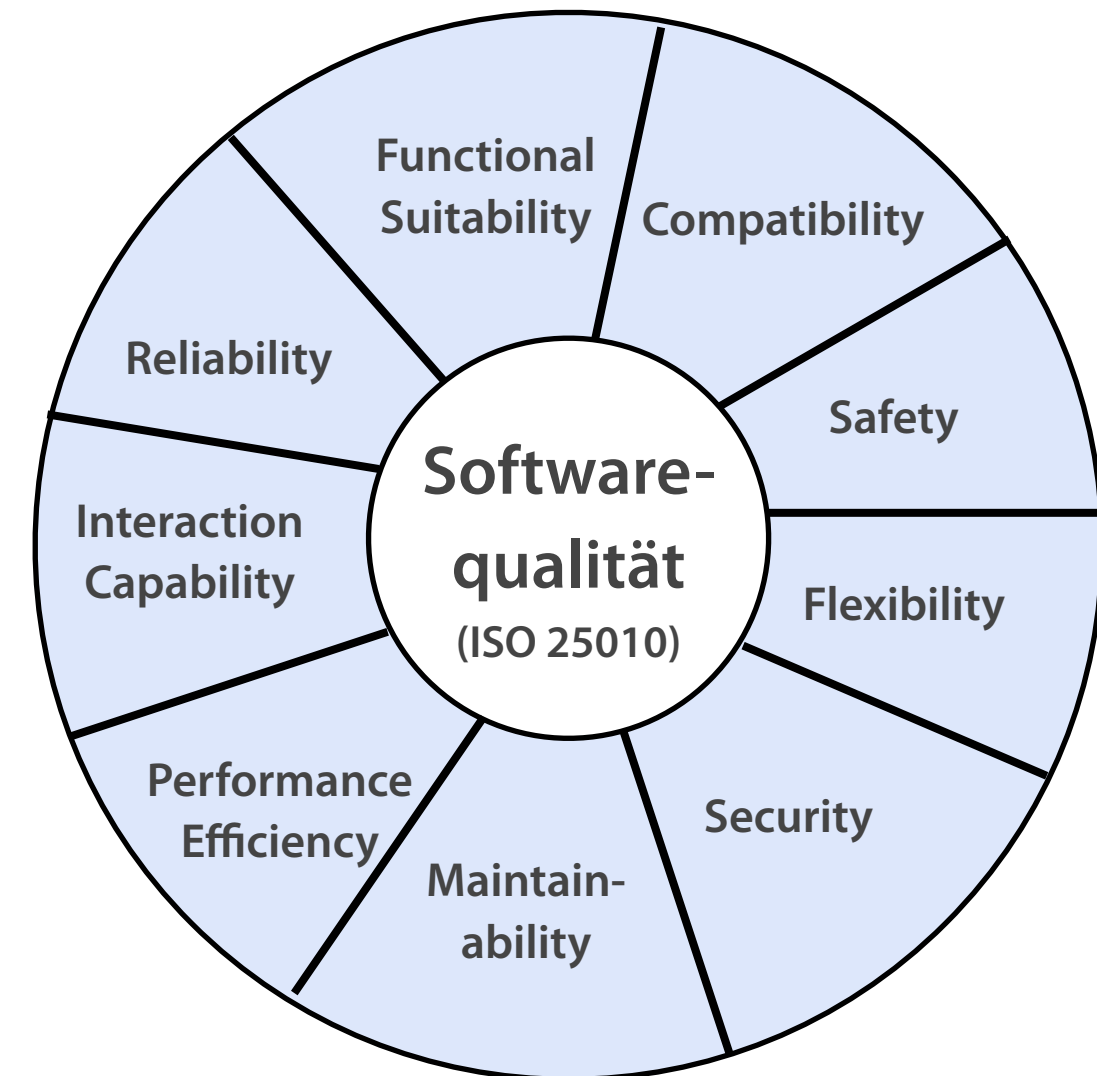 Functional
Suitability
Compatibility
Safety
Flexibility
Security
Maintain-
ability
Performance
Efficiency
Interaction
Capability
Reliability
Software-
qualität
(ISO 25010)